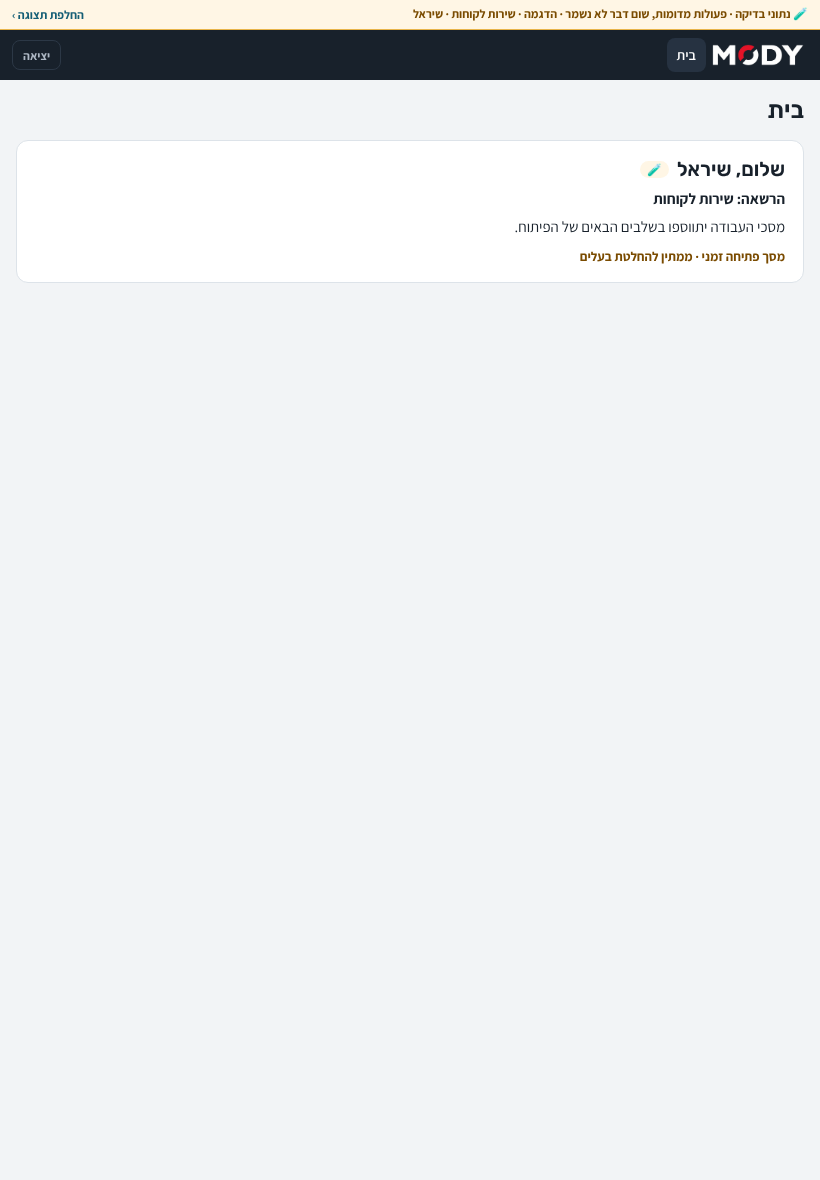 🧪 נתוני בדיקה · פעולות מדומות, שום דבר לא נשמר · הדגמה · שירות לקוחות · שיראל
החלפת תצוגה ›
MODY
בית
יציאה
בית
שלום, שיראל 🧪
הרשאה: שירות לקוחות
מסכי העבודה יתווספו בשלבים הבאים של הפיתוח.
מסך פתיחה זמני · ממתין להחלטת בעלים